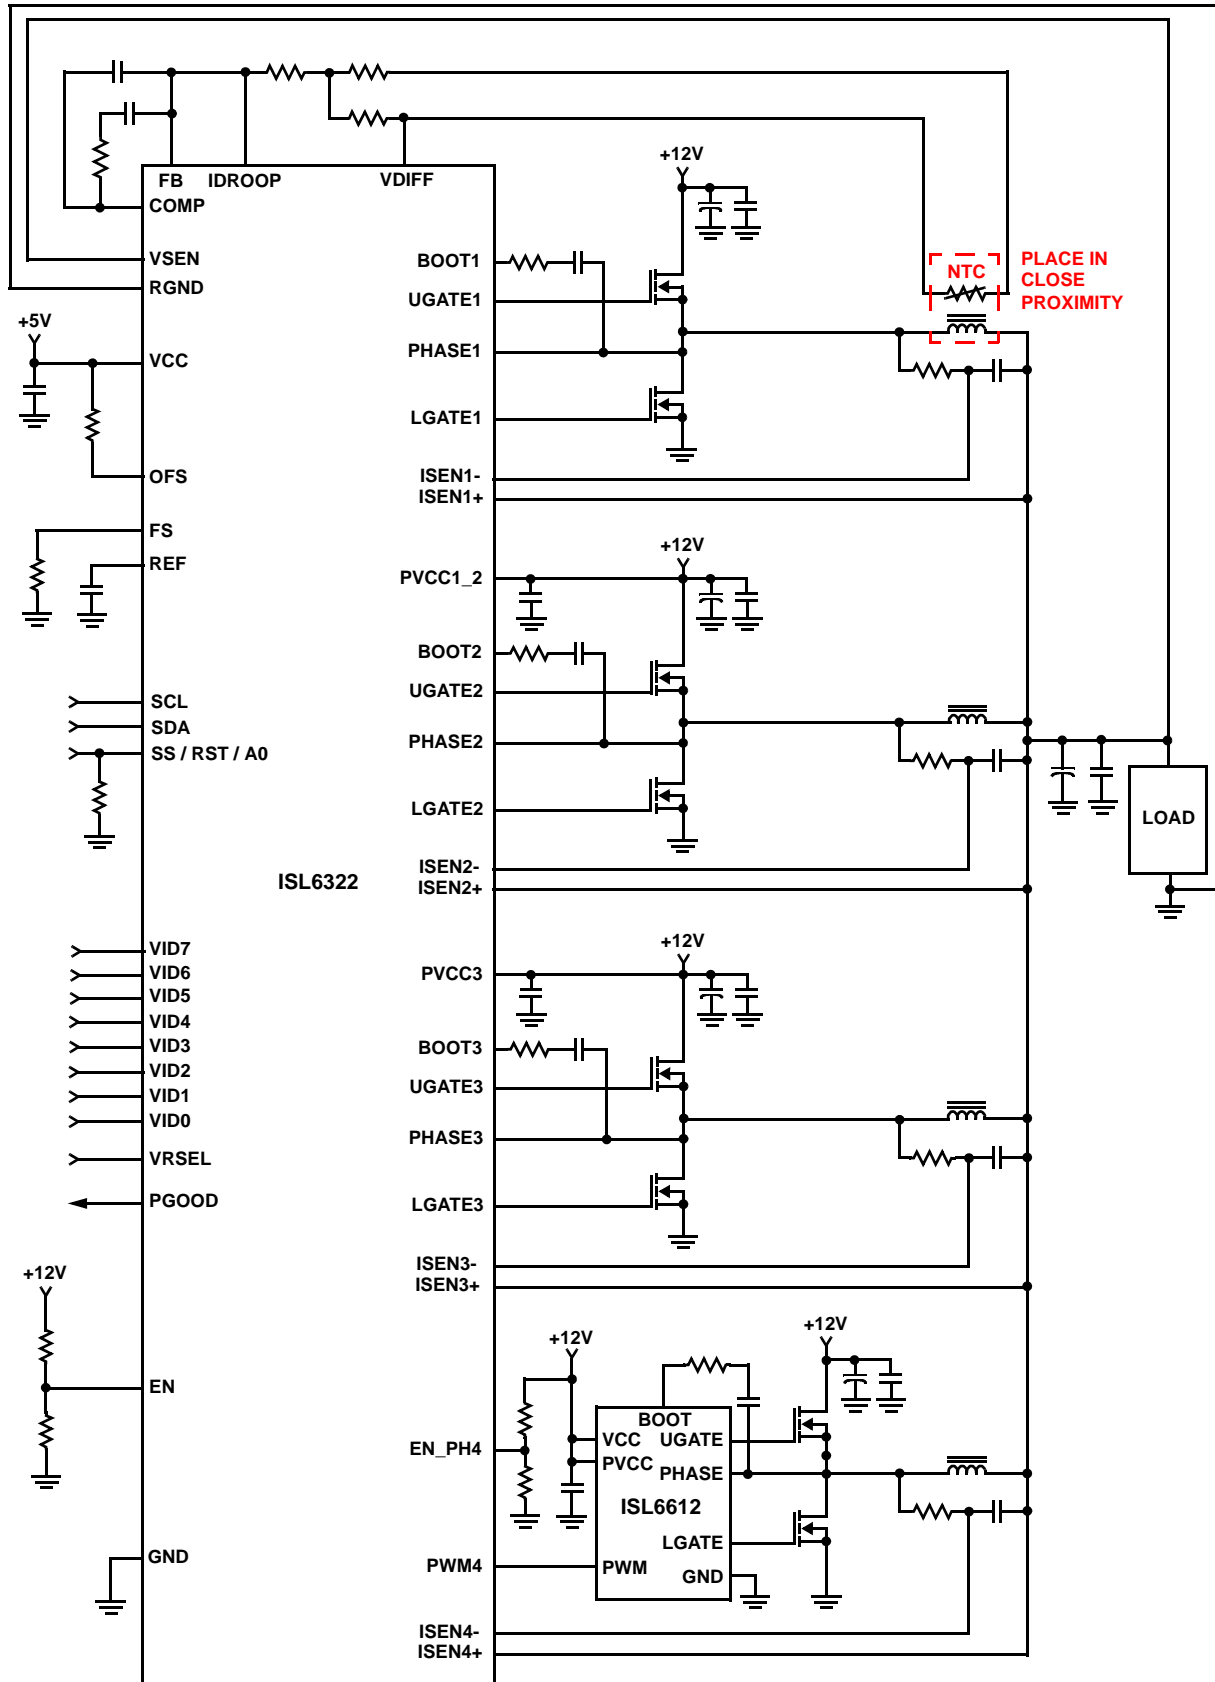 +12V
FB IDROOP VDIFF
COMP
VSEN
RGND
BOOT1
UGATE1
NTC
PLACE IN
CLOSE
PROXIMITY
+5V
VCC
PHASE1
LGATE1
OFS
ISEN1-
ISEN1+
FS
REF
+12V
PVCC1_2
BOOT2
UGATE2
SCL
SDA
SS / RST / A0
PHASE2
LGATE2
LOAD
ISEN2-
ISEN2+
ISL6322
VID7
VID6
VID5
VID4
VID3
VID2
VID1
VID0
VRSEL
PGOOD
+12V
PVCC3
BOOT3
UGATE3
PHASE3
LGATE3
ISEN3-
ISEN3+
+12V
EN
+12V
+12V
BOOT
VCC
UGATE
EN_PH4
PVCC
PHASE
ISL6612
LGATE
GND
PWM4
PWM
GND
ISEN4-
ISEN4+